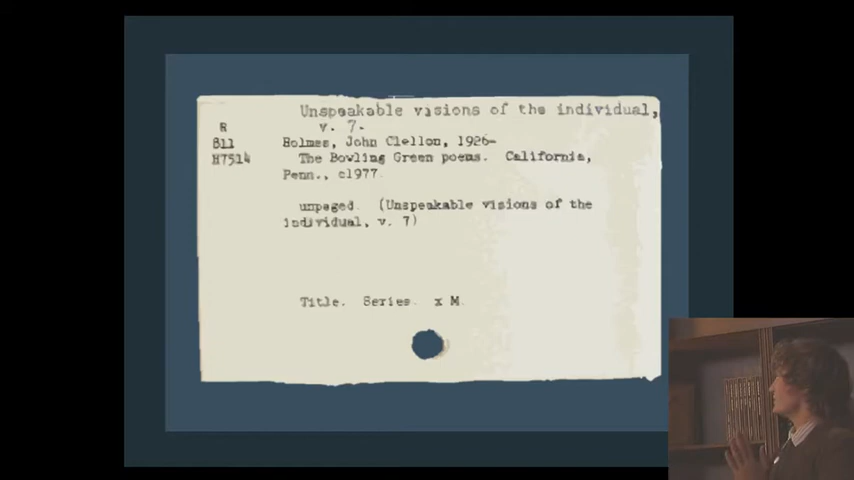 Unspeakable visions of the individual,
R v. 7.
811 Holmes, John Clellon, 1926-
H7514 The Bowling Green poems. California,
Penn., c1977.
unpaged. (Unspeakable visions of the
individual, v. 7)
Title. Series. x M.